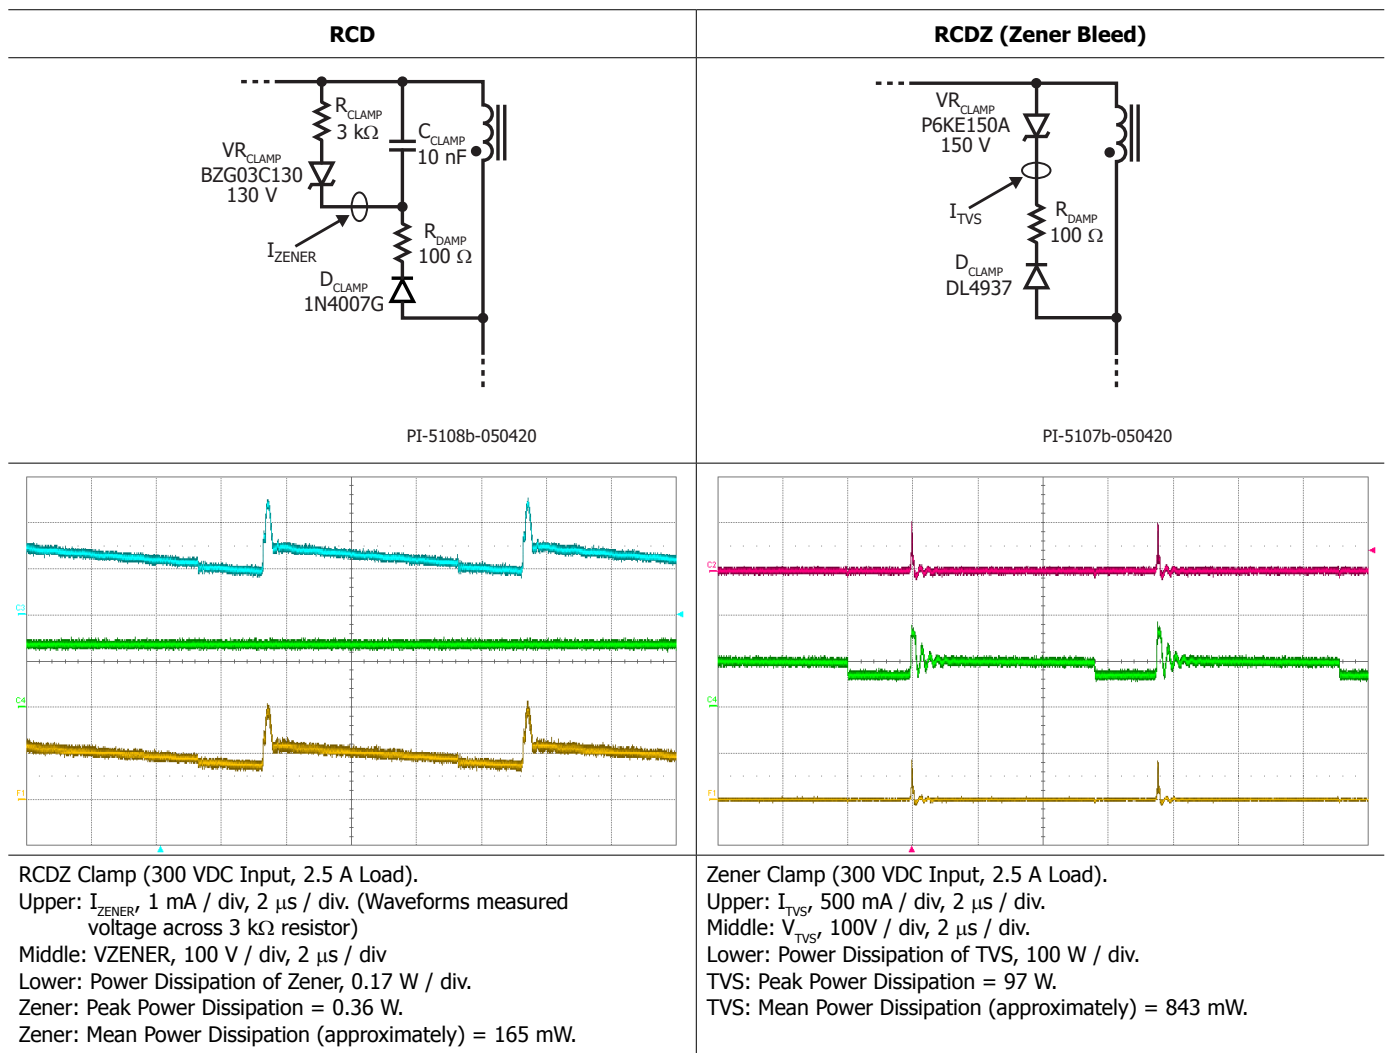 RCD
RCDZ (Zener Bleed)
RCLAMP
3 kΩ
CCLAMP
10 nF
VRCLAMP
BZG03C130
130 V
IZENER
RDAMP
100 Ω
DCLAMP
1N4007G
PI-5108b-050420
VRCLAMP
P6KE150A
150 V
ITVS
RDAMP
100 Ω
DCLAMP
DL4937
PI-5107b-050420
C3
C4
F1
C2
C4
F1
RCDZ Clamp (300 VDC Input, 2.5 A Load).
Upper: IZENER, 1 mA / div, 2 μs / div. (Waveforms measured
voltage across 3 kΩ resistor)
Middle: VZENER, 100 V / div, 2 μs / div
Lower: Power Dissipation of Zener, 0.17 W / div.
Zener: Peak Power Dissipation = 0.36 W.
Zener: Mean Power Dissipation (approximately) = 165 mW.
Zener Clamp (300 VDC Input, 2.5 A Load).
Upper: ITVS, 500 mA / div, 2 μs / div.
Middle: VTVS, 100V / div, 2 μs / div.
Lower: Power Dissipation of TVS, 100 W / div.
TVS: Peak Power Dissipation = 97 W.
TVS: Mean Power Dissipation (approximately) = 843 mW.